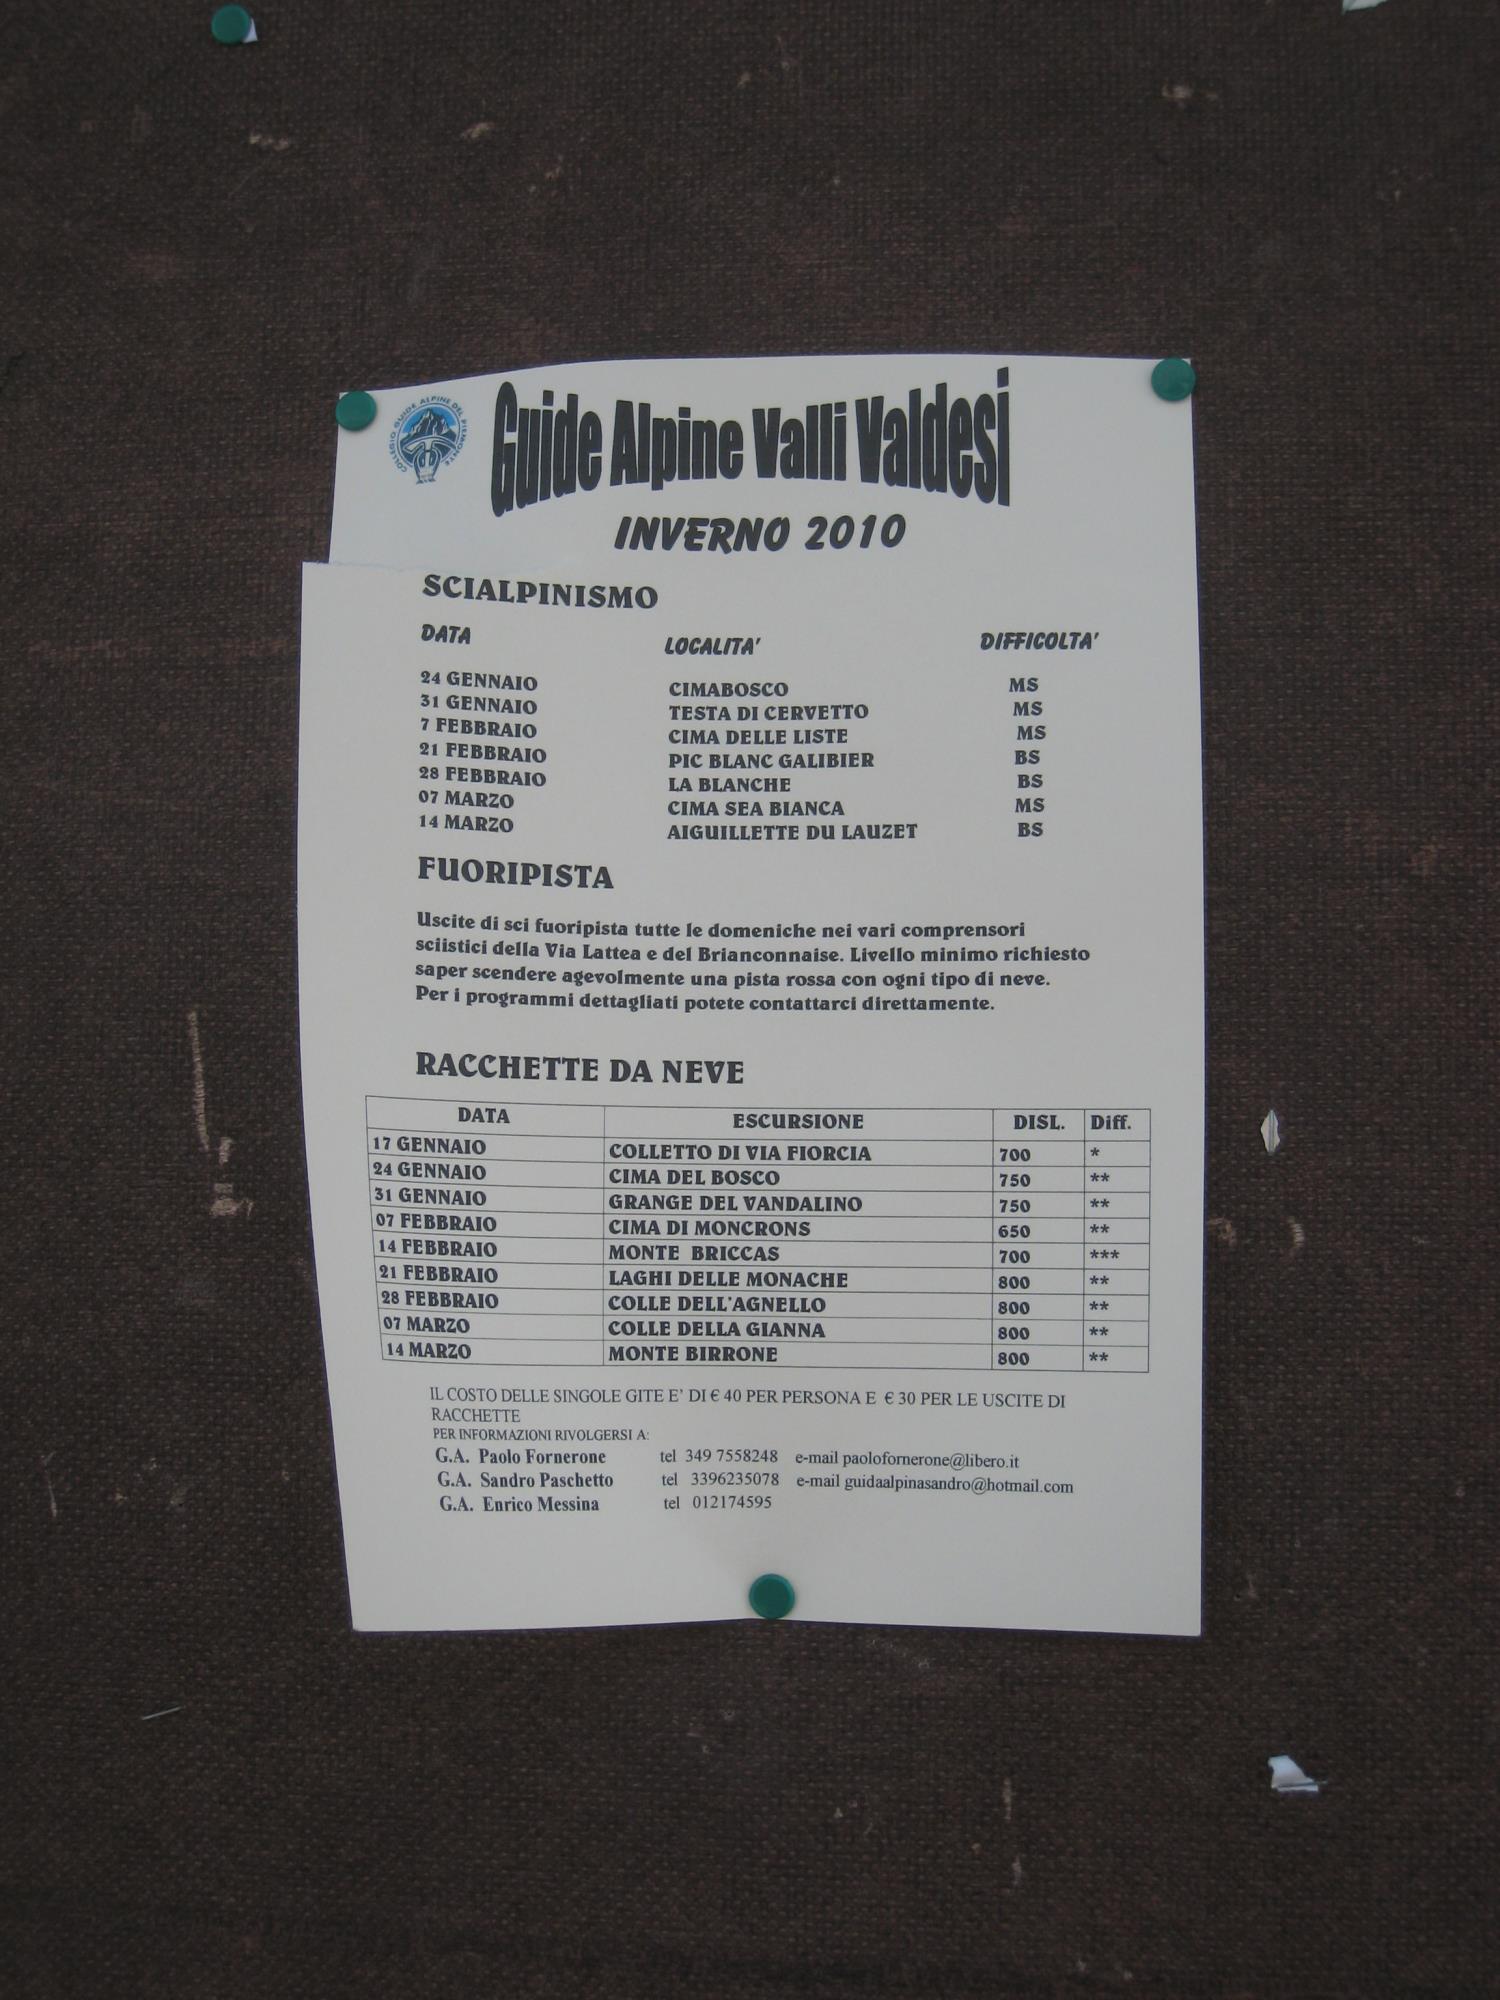 COLLEGIO GUIDE ALPINE DEL PIEMONTE
Guide Alpine Valli Valdesi
INVERNO 2010
SCIALPINISMO
DATA LOCALITA' DIFFICOLTA'
24 GENNAIO CIMABOSCO MS
31 GENNAIO TESTA DI CERVETTO MS
7 FEBBRAIO CIMA DELLE LISTE MS
21 FEBBRAIO PIC BLANC GALIBIER BS
28 FEBBRAIO LA BLANCHE BS
07 MARZO CIMA SEA BIANCA MS
14 MARZO AIGUILLETTE DU LAUZET BS
FUORIPISTA
Uscite di sci fuoripista tutte le domeniche nei vari comprensori
sciistici della Via Lattea e del Brianconnaise. Livello minimo richiesto
saper scendere agevolmente una pista rossa con ogni tipo di neve.
Per i programmi dettagliati potete contattarci direttamente.
RACCHETTE DA NEVE
DATA ESCURSIONE DISL. Diff.
17 GENNAIO COLLETTO DI VIA FIORCIA 700 *
24 GENNAIO CIMA DEL BOSCO 750 **
31 GENNAIO GRANGE DEL VANDALINO 750 **
07 FEBBRAIO CIMA DI MONCRONS 650 **
14 FEBBRAIO MONTE BRICCAS 700 ***
21 FEBBRAIO LAGHI DELLE MONACHE 800 **
28 FEBBRAIO COLLE DELL'AGNELLO 800 **
07 MARZO COLLE DELLA GIANNA 800 **
14 MARZO MONTE BIRRONE 800 **
IL COSTO DELLE SINGOLE GITE E' DI € 40 PER PERSONA E € 30 PER LE USCITE DI
RACCHETTE
PER INFORMAZIONI RIVOLGERSI A:
G.A. Paolo Fornerone tel 349 7558248 e-mail paolofornerone@libero.it
G.A. Sandro Paschetto tel 3396235078 e-mail guidaalpinasandro@hotmail.com
G.A. Enrico Messina tel 012174595